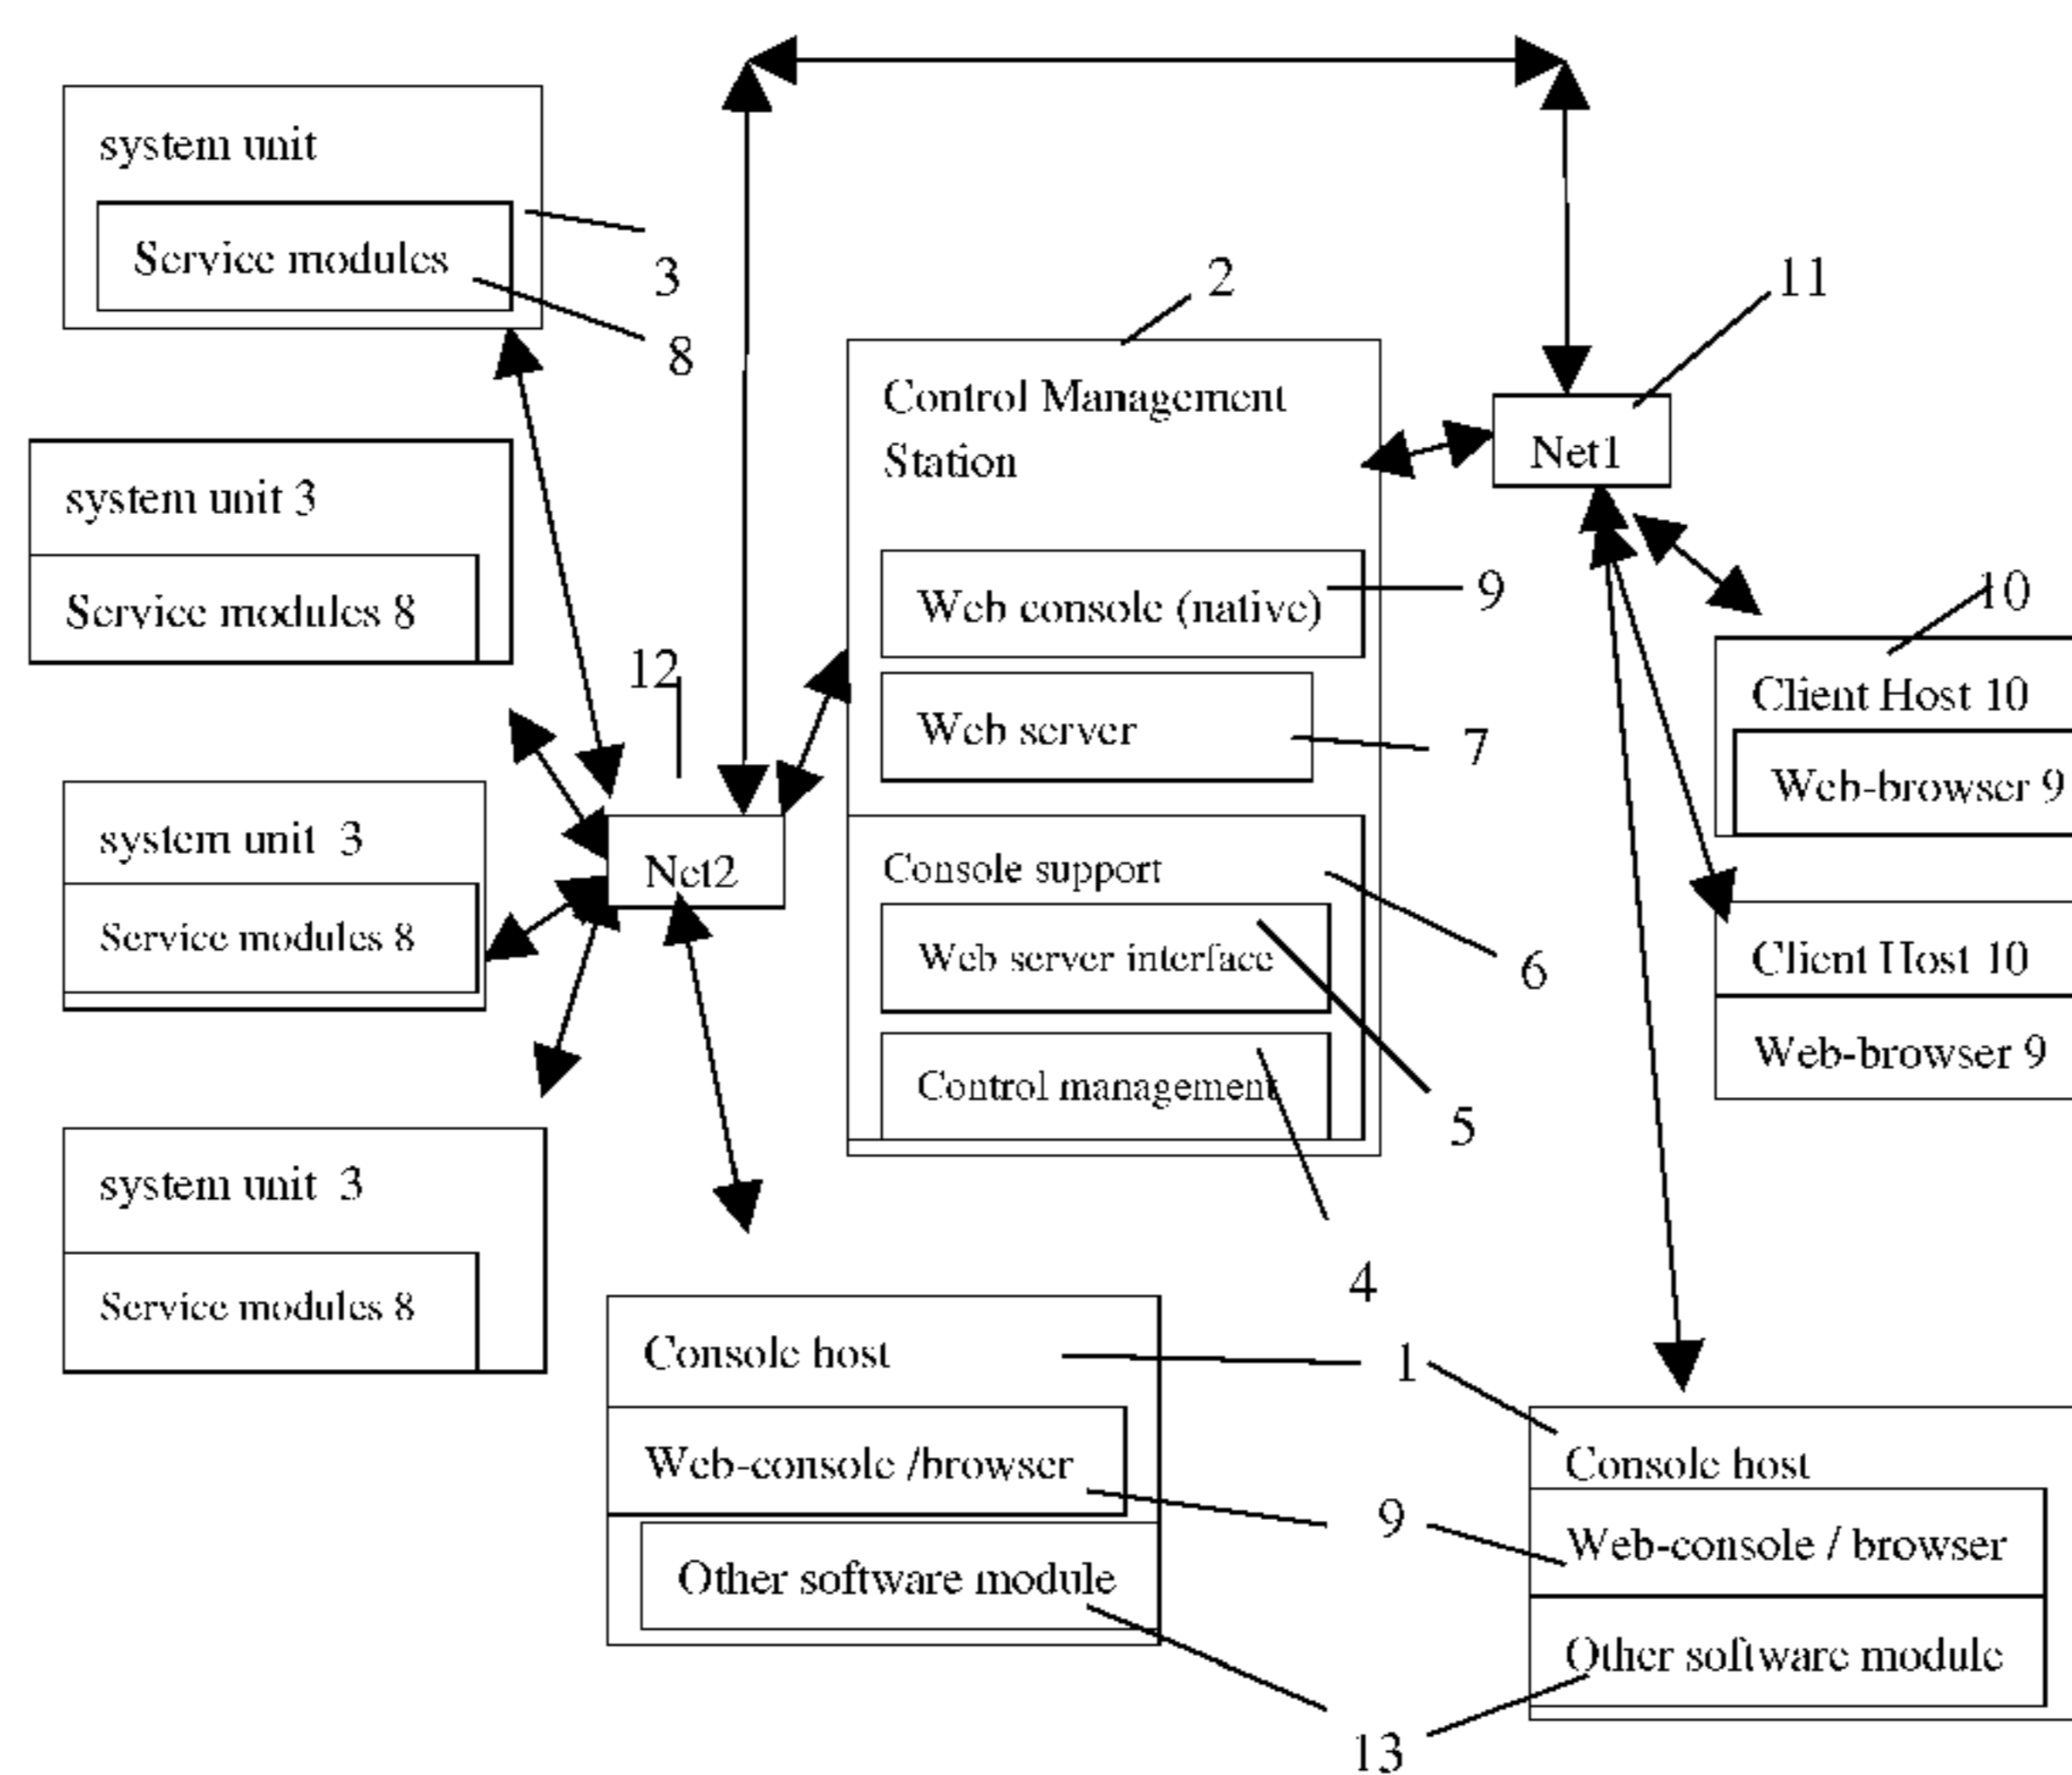 system unit
Service modules
3
8
system unit 3
Service modules 8
12
system unit 3
Service modules 8
Net2
system unit 3
Service modules 8
2
Control Management
Station
Web console (native)
9
Web server
7
Console support
6
Web server interface
5
Control management
4
11
Net1
10
Client Host 10
Web-browser 9
Client Host 10
Web-browser 9
Console host
1
Web-console /browser
9
Other software module
13
Console host
Web-console / browser
Other software module